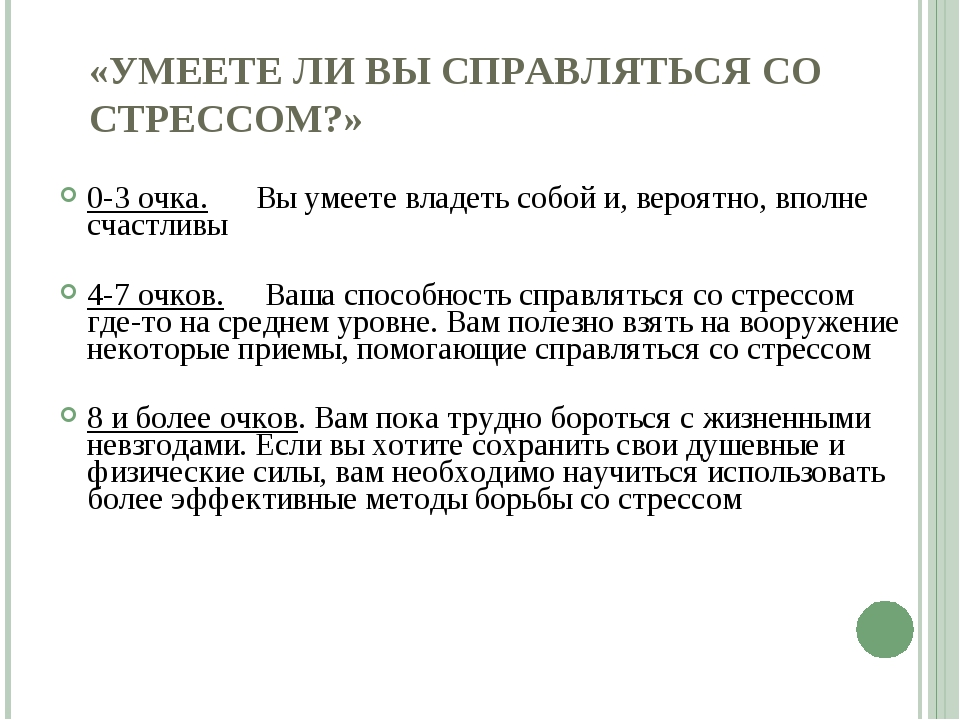 «УМЕЕТЕ ЛИ ВЫ СПРАВЛЯТЬСЯ СО
СТРЕССОМ?»
0-3 очка. Вы умеете владеть собой и, вероятно, вполне
счастливы
4-7 очков. Ваша способность справляться со стрессом
где-то на среднем уровне. Вам полезно взять на вооружение
некоторые приемы, помогающие справляться со стрессом
8 и более очков. Вам пока трудно бороться с жизненными
невзгодами. Если вы хотите сохранить свои душевные и
физические силы, вам необходимо научиться использовать
более эффективные методы борьбы со стрессом